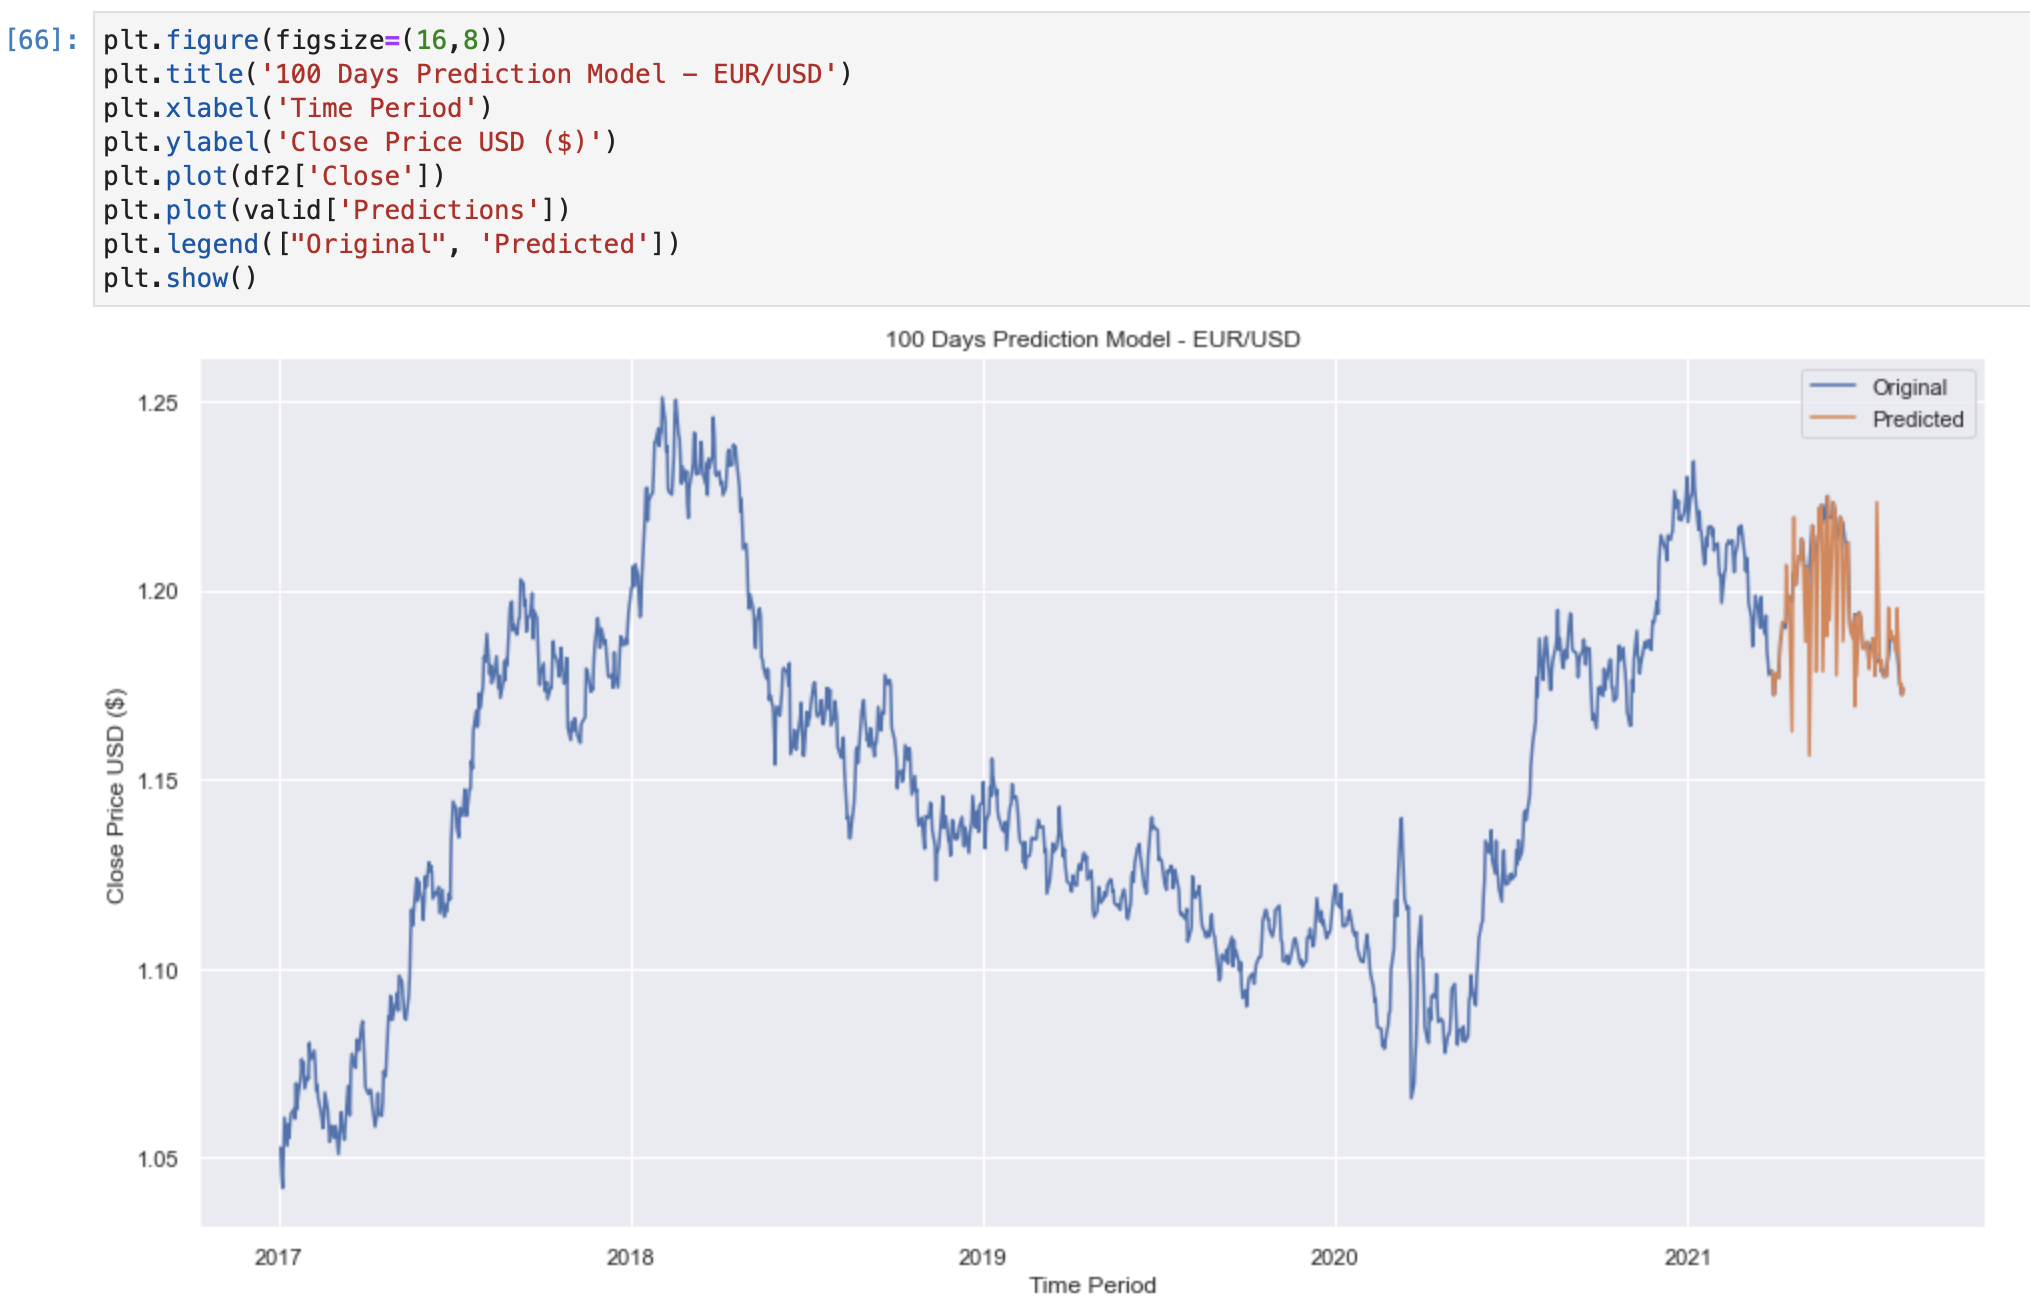 [66]: plt.figure(figsize=(16,8))
plt.title('100 Days Prediction Model - EUR/USD')
plt.xlabel('Time Period')
plt.ylabel('Close Price USD ($)')
plt.plot(df2['Close'])
plt.plot(valid['Predictions'])
plt.legend(["Original", 'Predicted'])
plt.show()
100 Days Prediction Model - EUR/USD
Original
Predicted
1.25
1.20
1.15
1.10
1.05
Close Price USD ($)
2017 2018 2019 2020 2021
Time Period